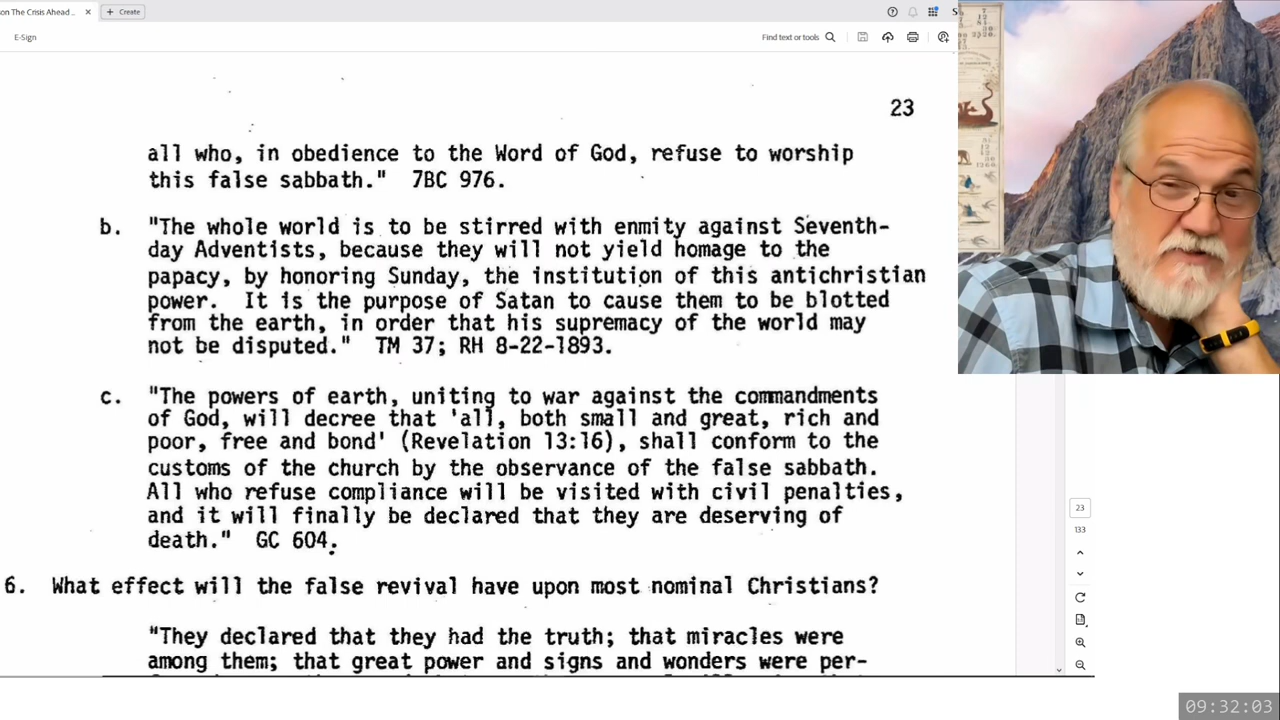 son The Crisis Ahead ...
Create
E-Sign
Find text or tools
23
all who, in obedience to the Word of God, refuse to worship
this false sabbath."  7BC 976.
b. "The whole world is to be stirred with enmity against Seventh-
day Adventists, because they will not yield homage to the
papacy, by honoring Sunday, the institution of this antichristian
power. It is the purpose of Satan to cause them to be blotted
from the earth, in order that his supremacy of the world may
not be disputed."  TM 37; RH 8-22-1893.
c. "The powers of earth, uniting to war against the commandments
of God, will decree that 'all, both small and great, rich and
poor, free and bond' (Revelation 13:16), shall conform to the
customs of the church by the observance of the false sabbath.
All who refuse compliance will be visited with civil penalties,
and it will finally be declared that they are deserving of
death."  GC 604.
6. What effect will the false revival have upon most nominal Christians?
"They declared that they had the truth; that miracles were
among them; that great power and signs and wonders were per-
23
133
09:32:03